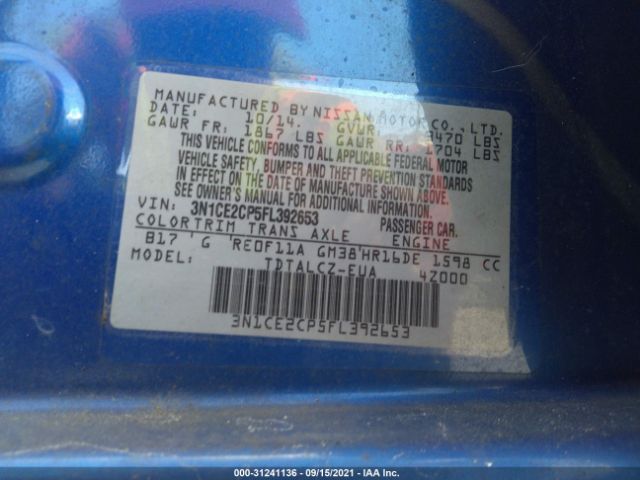 MANUFACTURED BY NISSAN MOTOR CO., LTD.
DATE: 10/14 GVWR: 3470 LBS
GAWR FR: 1867 LBS GAWR RR: 1704 LBS
THIS VEHICLE CONFORMS TO ALL APPLICABLE FEDERAL MOTOR
VEHICLE SAFETY, BUMPER AND THEFT PREVENTION STANDARDS
IN EFFECT ON THE DATE OF MANUFACTURE SHOWN ABOVE.
SEE OWNER'S MANUAL FOR ADDITIONAL INFORMATION.
VIN: 3N1CE2CP5FL392653 PASSENGER CAR.
COLOR TRIM TRANS AXLE ENGINE
B17 G RE0F11A GM38 HR16DE 1598 CC
MODEL: TDTALCZ-EUA 4Z000
3N1CE2CP5FL392653
000-31241136 - 09/15/2021 - IAA Inc.